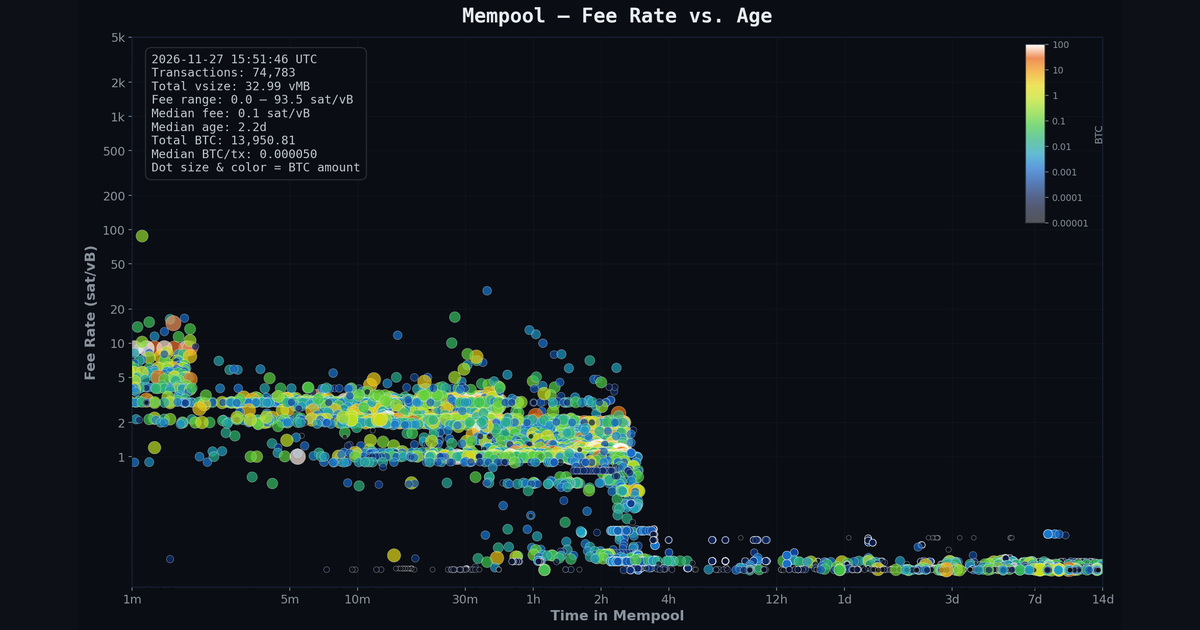 Mempool — Fee Rate vs. Age
2026-11-27 15:51:46 UTC
Transactions: 74,783
Total vsize: 32.99 vMB
Fee range: 0.0 – 93.5 sat/vB
Median fee: 0.1 sat/vB
Median age: 2.2d
Total BTC: 13,950.81
Median BTC/tx: 0.000050
Dot size & color = BTC amount
100
10
1
0.1
0.01
0.001
0.0001
0.00001
BTC
Fee Rate (sat/vB)
5k
2k
1k
500
200
100
50
20
10
5
2
1
1m
5m
10m
30m
1h
2h
4h
12h
1d
3d
7d
14d
Time in Mempool